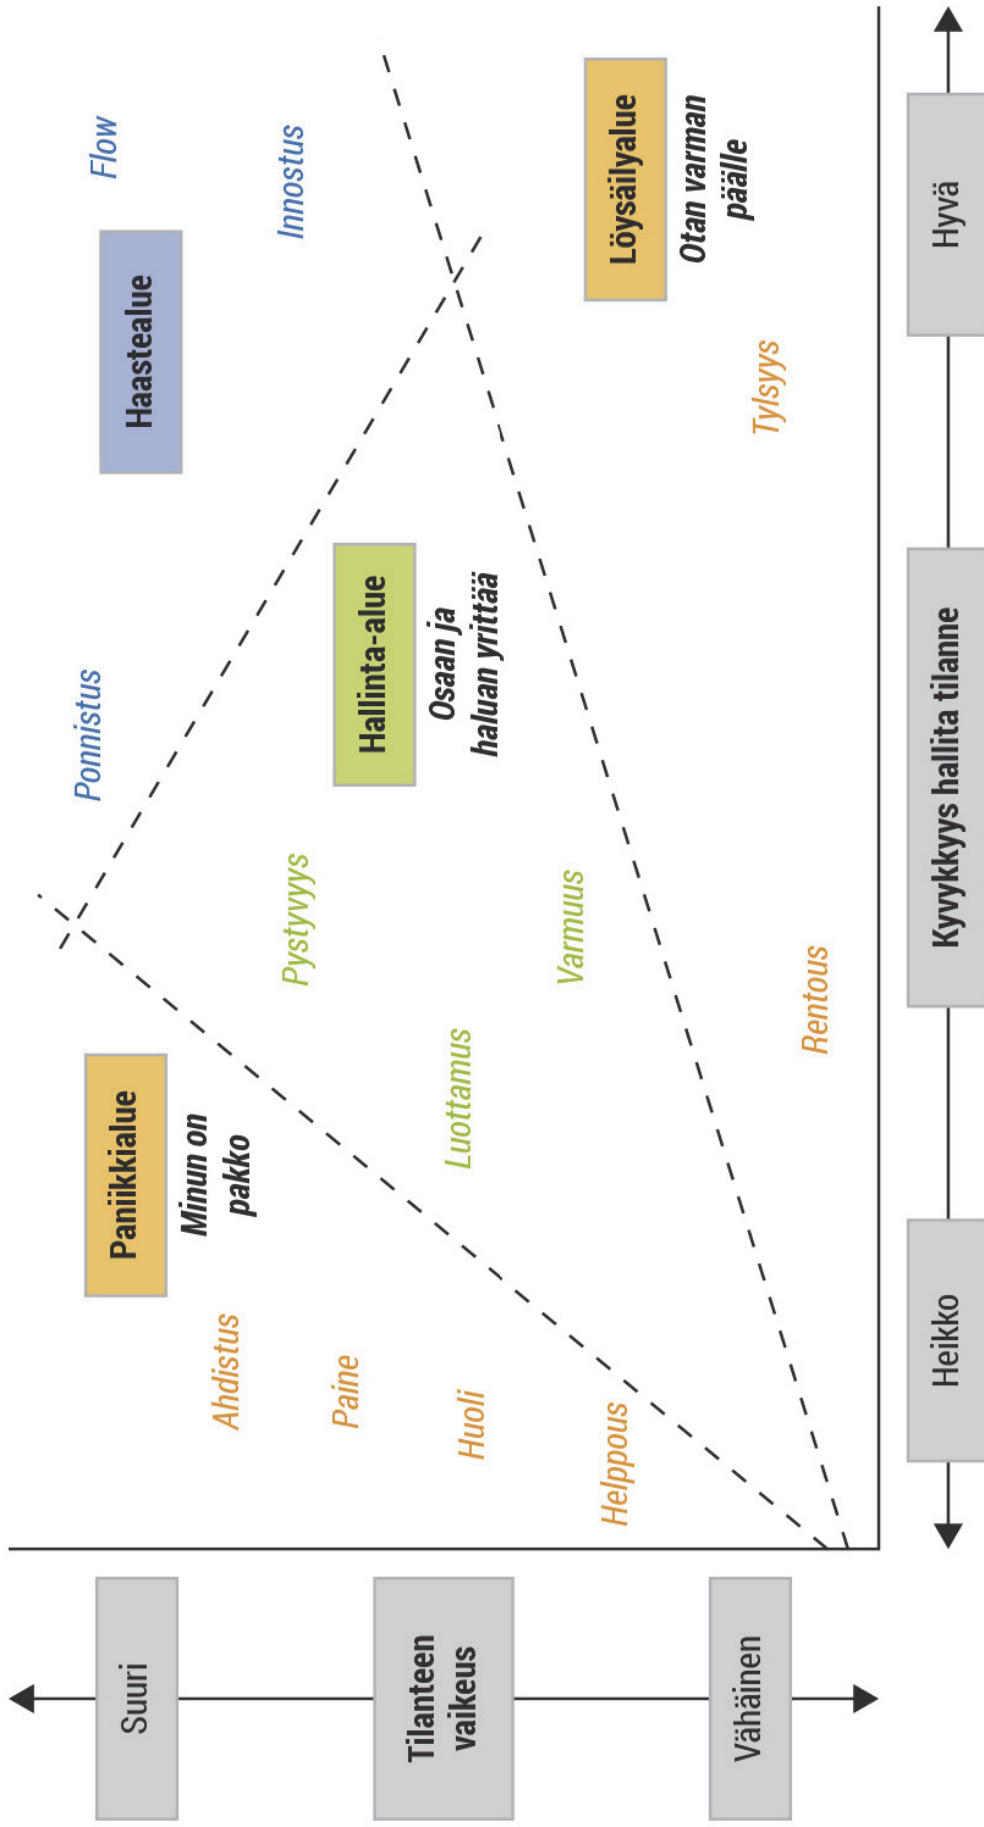 Suuri
Tilanteen
vaikeus
Vähäinen
Paniikkialue
Minun on
pakko
Ahdistus
Paine
Huoli
Helppous
Ponnistus
Haastealue
Flow
Innostus
Pystyvyys
Hallinta-alue
Osaan ja
haluan yrittää
Luottamus
Varmuus
Löysäilyalue
Otan varman
päälle
Tylsyys
Rentous
Heikko
Kyvykkyys hallita tilanne
Hyvä